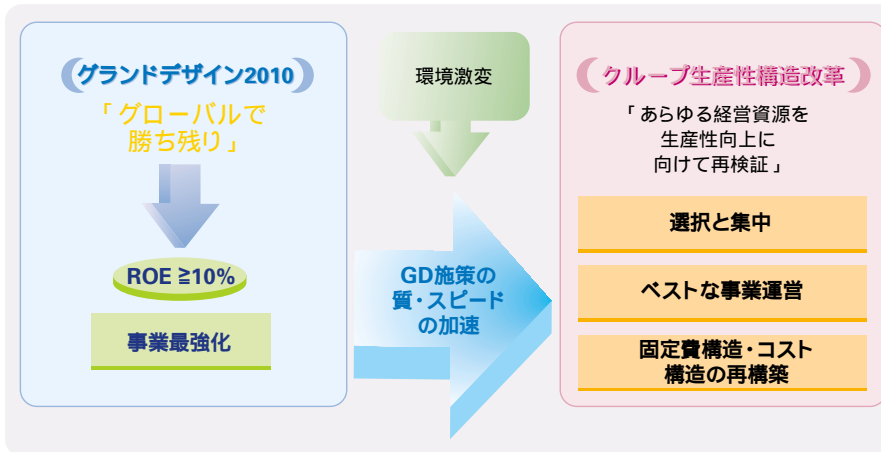 グランドデザイン2010
「グローバルで
勝ち残り」
ROE ≧10%
事業最強化
環境激変
GD施策の
質・スピード
の加速
クループ生産性構造改革
「あらゆる経営資源を
生産性向上に
向けて再検証」
選択と集中
ベストな事業運営
固定費構造・コスト
構造の再構築